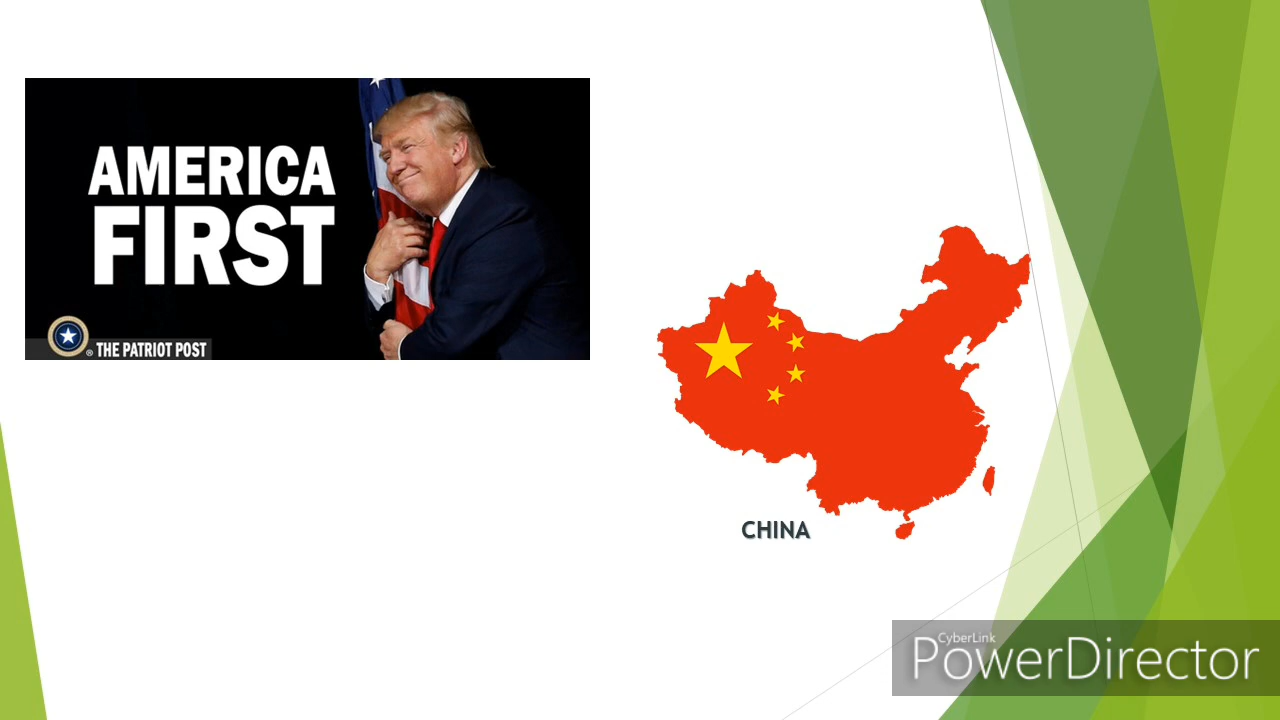 AMERICA
FIRST
® THE PATRIOT POST
CHINA
CyberLink
PowerDirector